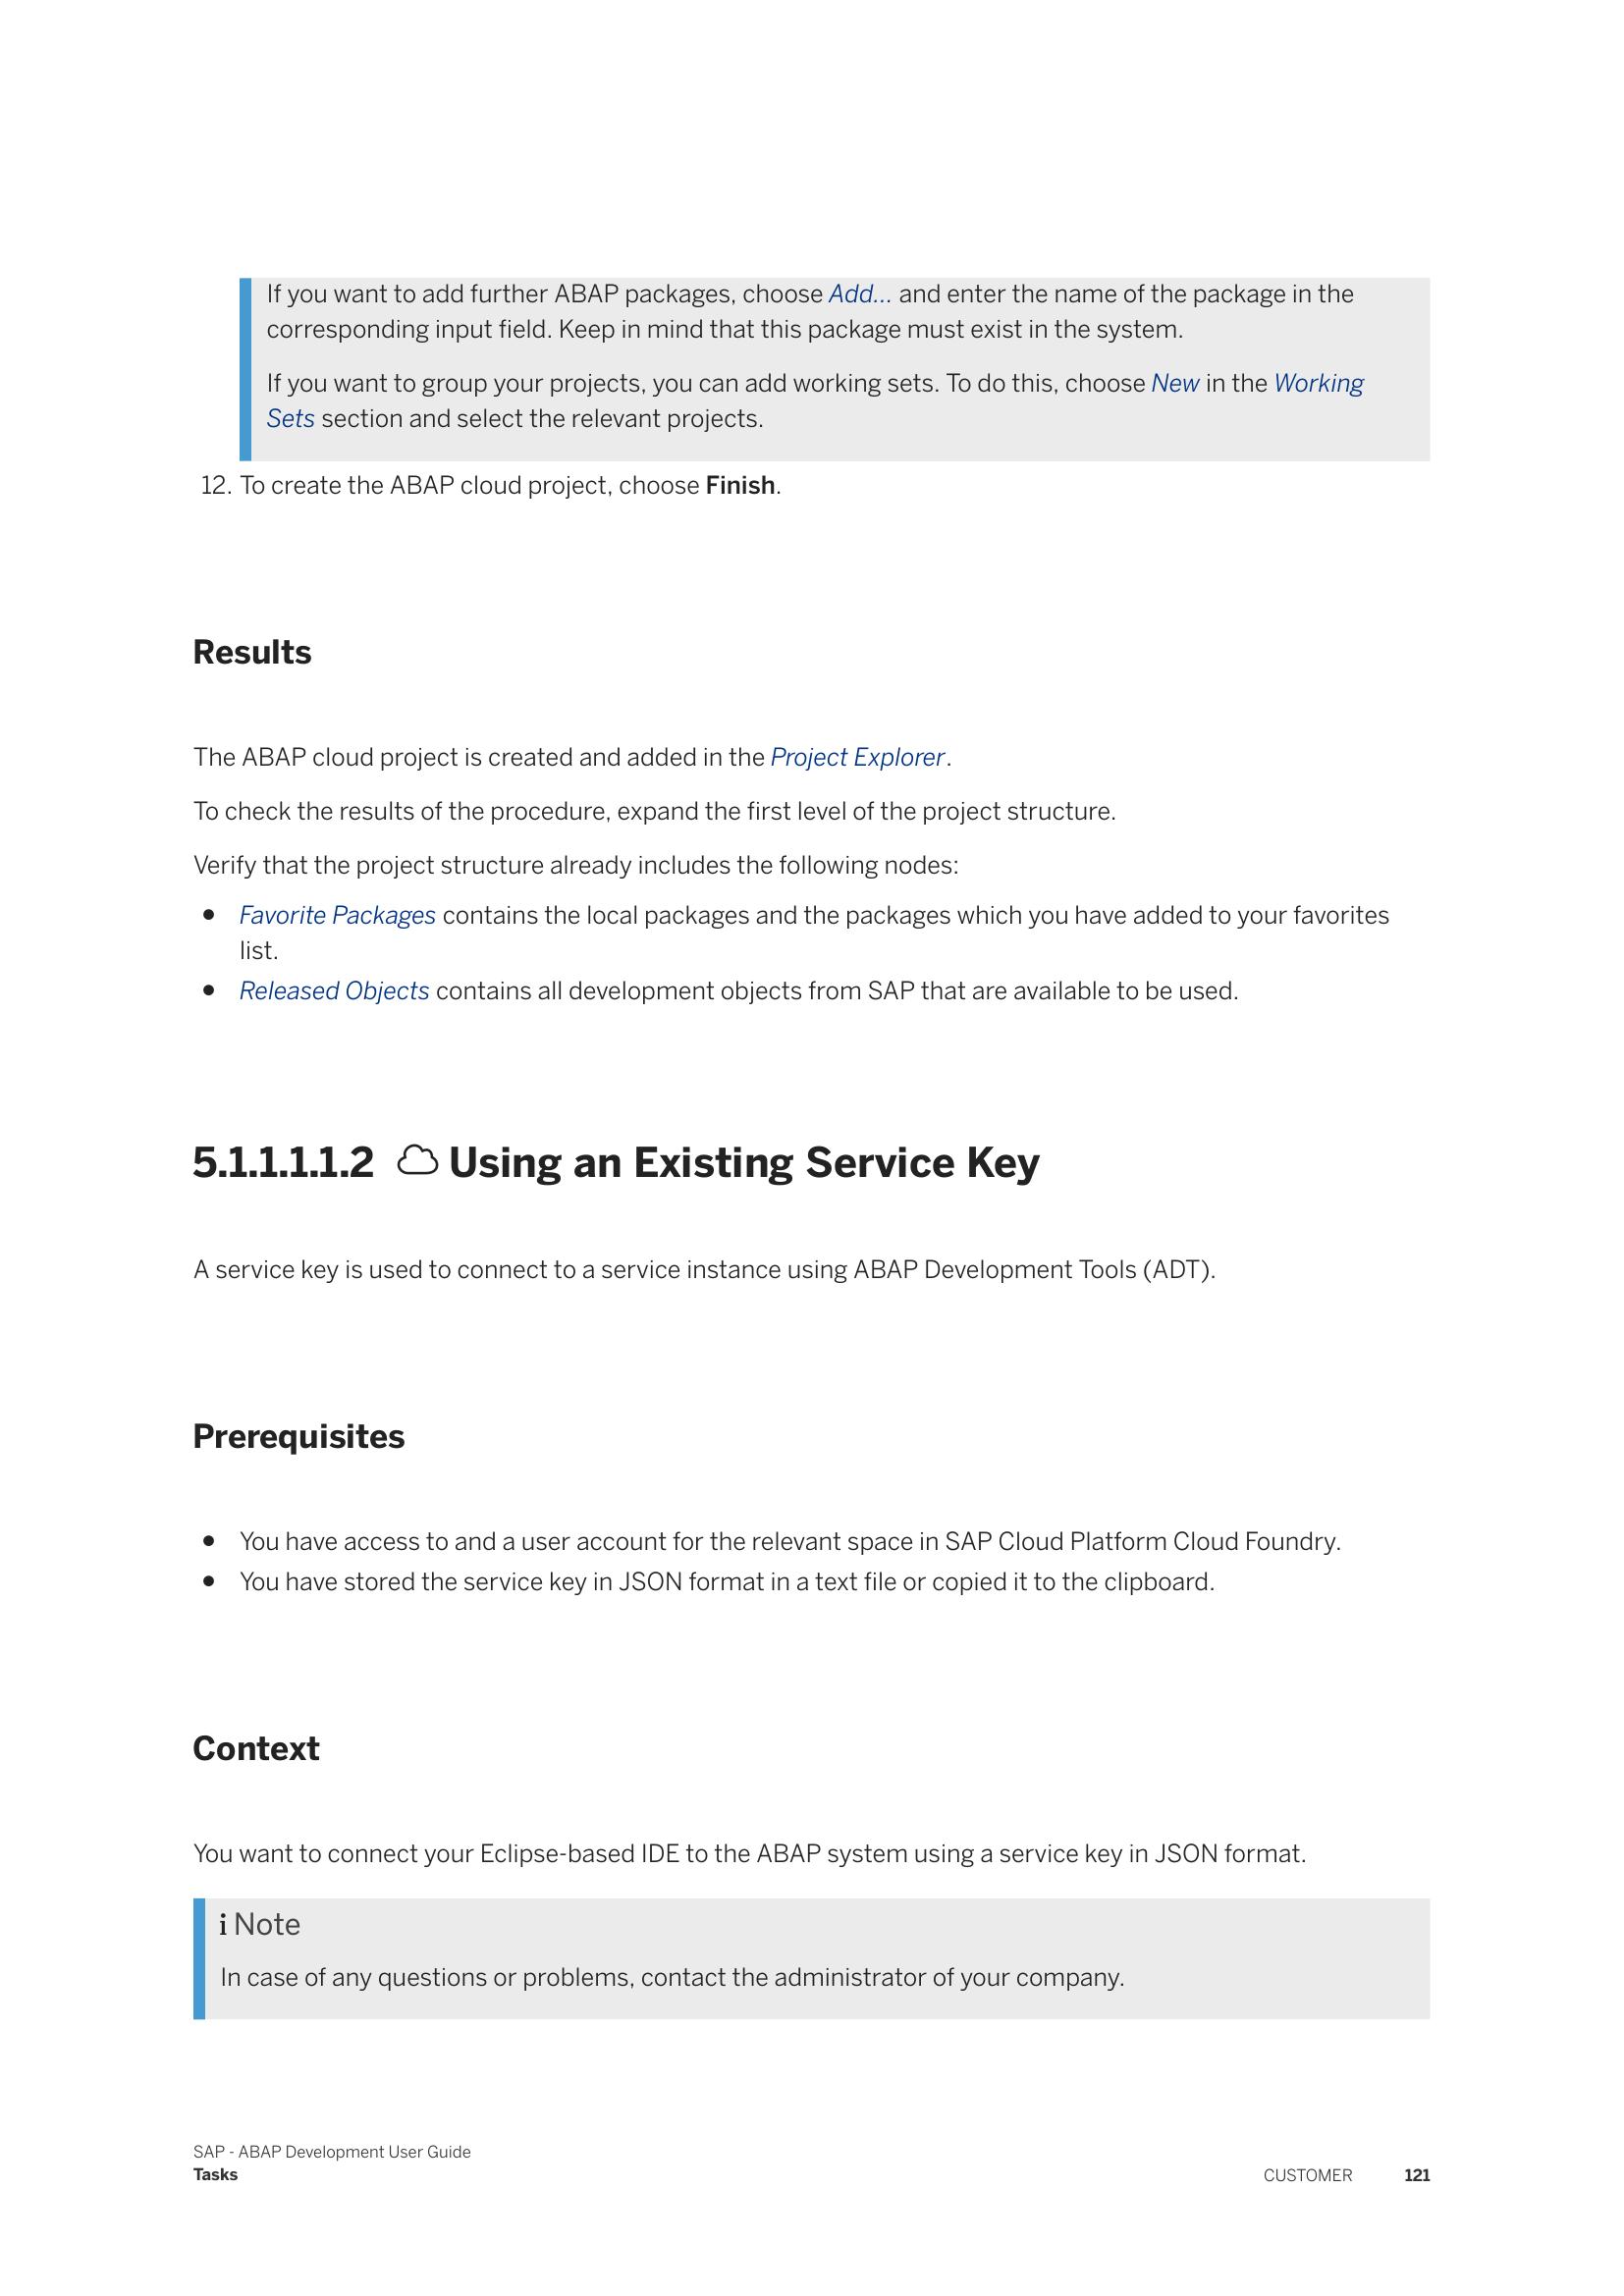 If you want to add further ABAP packages, choose Add... and enter the name of the package in the
corresponding input field. Keep in mind that this package must exist in the system.
If you want to group your projects, you can add working sets. To do this, choose New in the Working
Sets section and select the relevant projects.
12. To create the ABAP cloud project, choose Finish.
Results
The ABAP cloud project is created and added in the Project Explorer.
To check the results of the procedure, expand the first level of the project structure.
Verify that the project structure already includes the following nodes:
● Favorite Packages contains the local packages and the packages which you have added to your favorites
list.
● Released Objects contains all development objects from SAP that are available to be used.
5.1.1.1.1.2 Using an Existing Service Key
A service key is used to connect to a service instance using ABAP Development Tools (ADT).
Prerequisites
● You have access to and a user account for the relevant space in SAP Cloud Platform Cloud Foundry.
● You have stored the service key in JSON format in a text file or copied it to the clipboard.
Context
You want to connect your Eclipse-based IDE to the ABAP system using a service key in JSON format.
i Note
In case of any questions or problems, contact the administrator of your company.
SAP - ABAP Development User Guide
Tasks
CUSTOMER 121